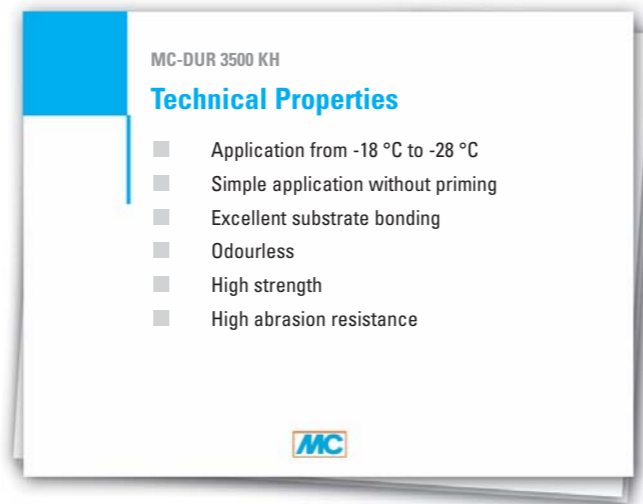 MC-DUR 3500 KH
Technical Properties
Application from -18 °C to -28 °C
Simple application without priming
Excellent substrate bonding
Odourless
High strength
High abrasion resistance
MC